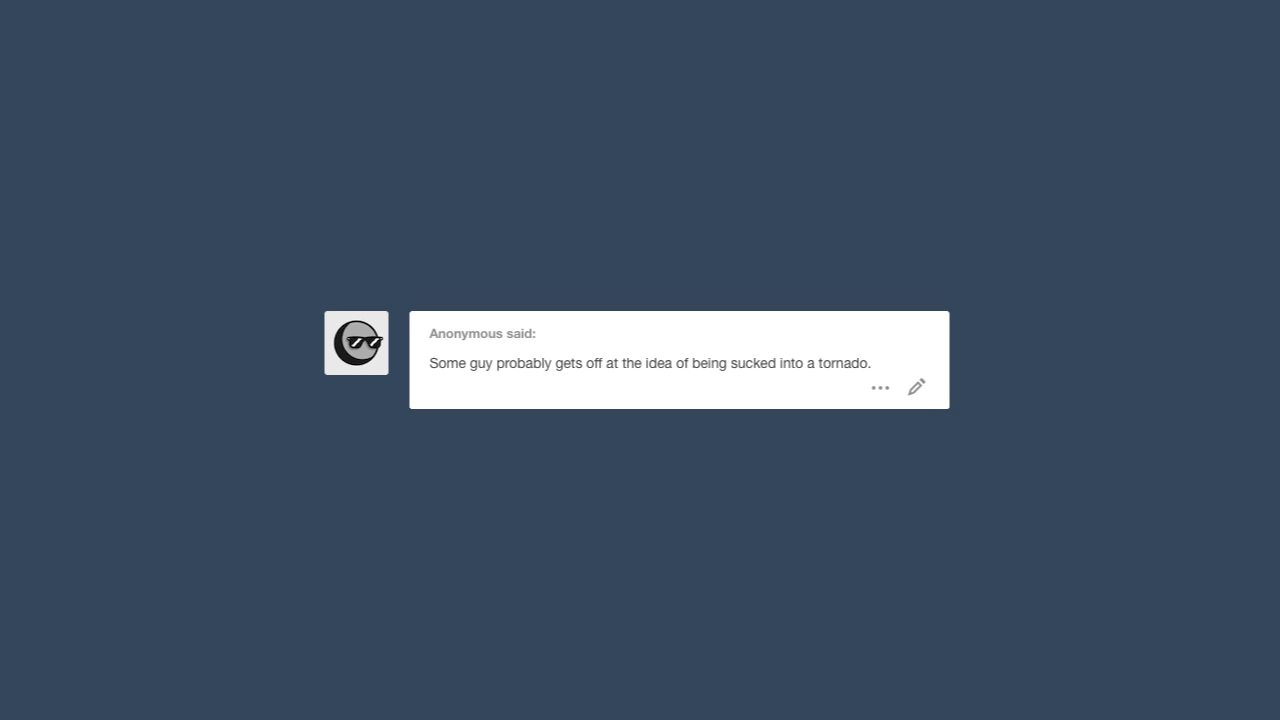 Anonymous said:
Some guy probably gets off at the idea of being sucked into a tornado.